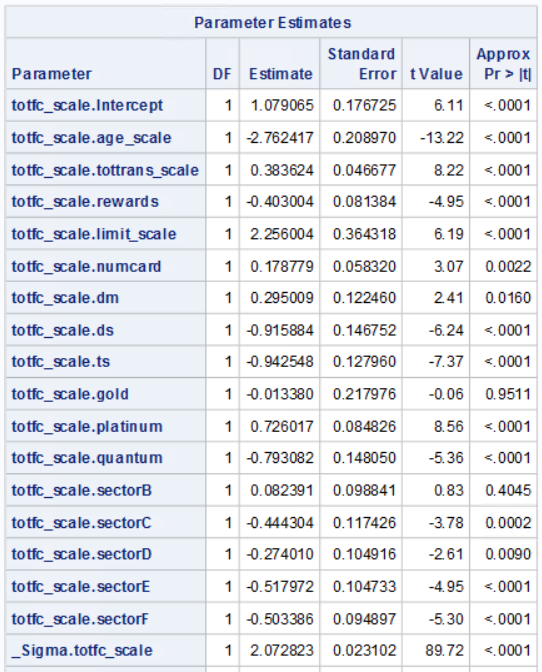 Parameter Estimates
Parameter DF Estimate Standard Error t Value Approx Pr > |t|
totfc_scale.Intercept 1 1.079065 0.176725 6.11 <.0001
totfc_scale.age_scale 1 -2.762417 0.208970 -13.22 <.0001
totfc_scale.tottrans_scale 1 0.383624 0.046677 8.22 <.0001
totfc_scale.rewards 1 -0.403004 0.081384 -4.95 <.0001
totfc_scale.limit_scale 1 2.256004 0.364318 6.19 <.0001
totfc_scale.numcard 1 0.178779 0.058320 3.07 0.0022
totfc_scale.dm 1 0.295009 0.122460 2.41 0.0160
totfc_scale.ds 1 -0.915884 0.146752 -6.24 <.0001
totfc_scale.ts 1 -0.942548 0.127960 -7.37 <.0001
totfc_scale.gold 1 -0.013380 0.217976 -0.06 0.9511
totfc_scale.platinum 1 0.726017 0.084826 8.56 <.0001
totfc_scale.quantum 1 -0.793082 0.148050 -5.36 <.0001
totfc_scale.sectorB 1 0.082391 0.098841 0.83 0.4045
totfc_scale.sectorC 1 -0.444304 0.117426 -3.78 0.0002
totfc_scale.sectorD 1 -0.274010 0.104916 -2.61 0.0090
totfc_scale.sectorE 1 -0.517972 0.104733 -4.95 <.0001
totfc_scale.sectorF 1 -0.503386 0.094897 -5.30 <.0001
_Sigma.totfc_scale 1 2.072823 0.023102 89.72 <.0001